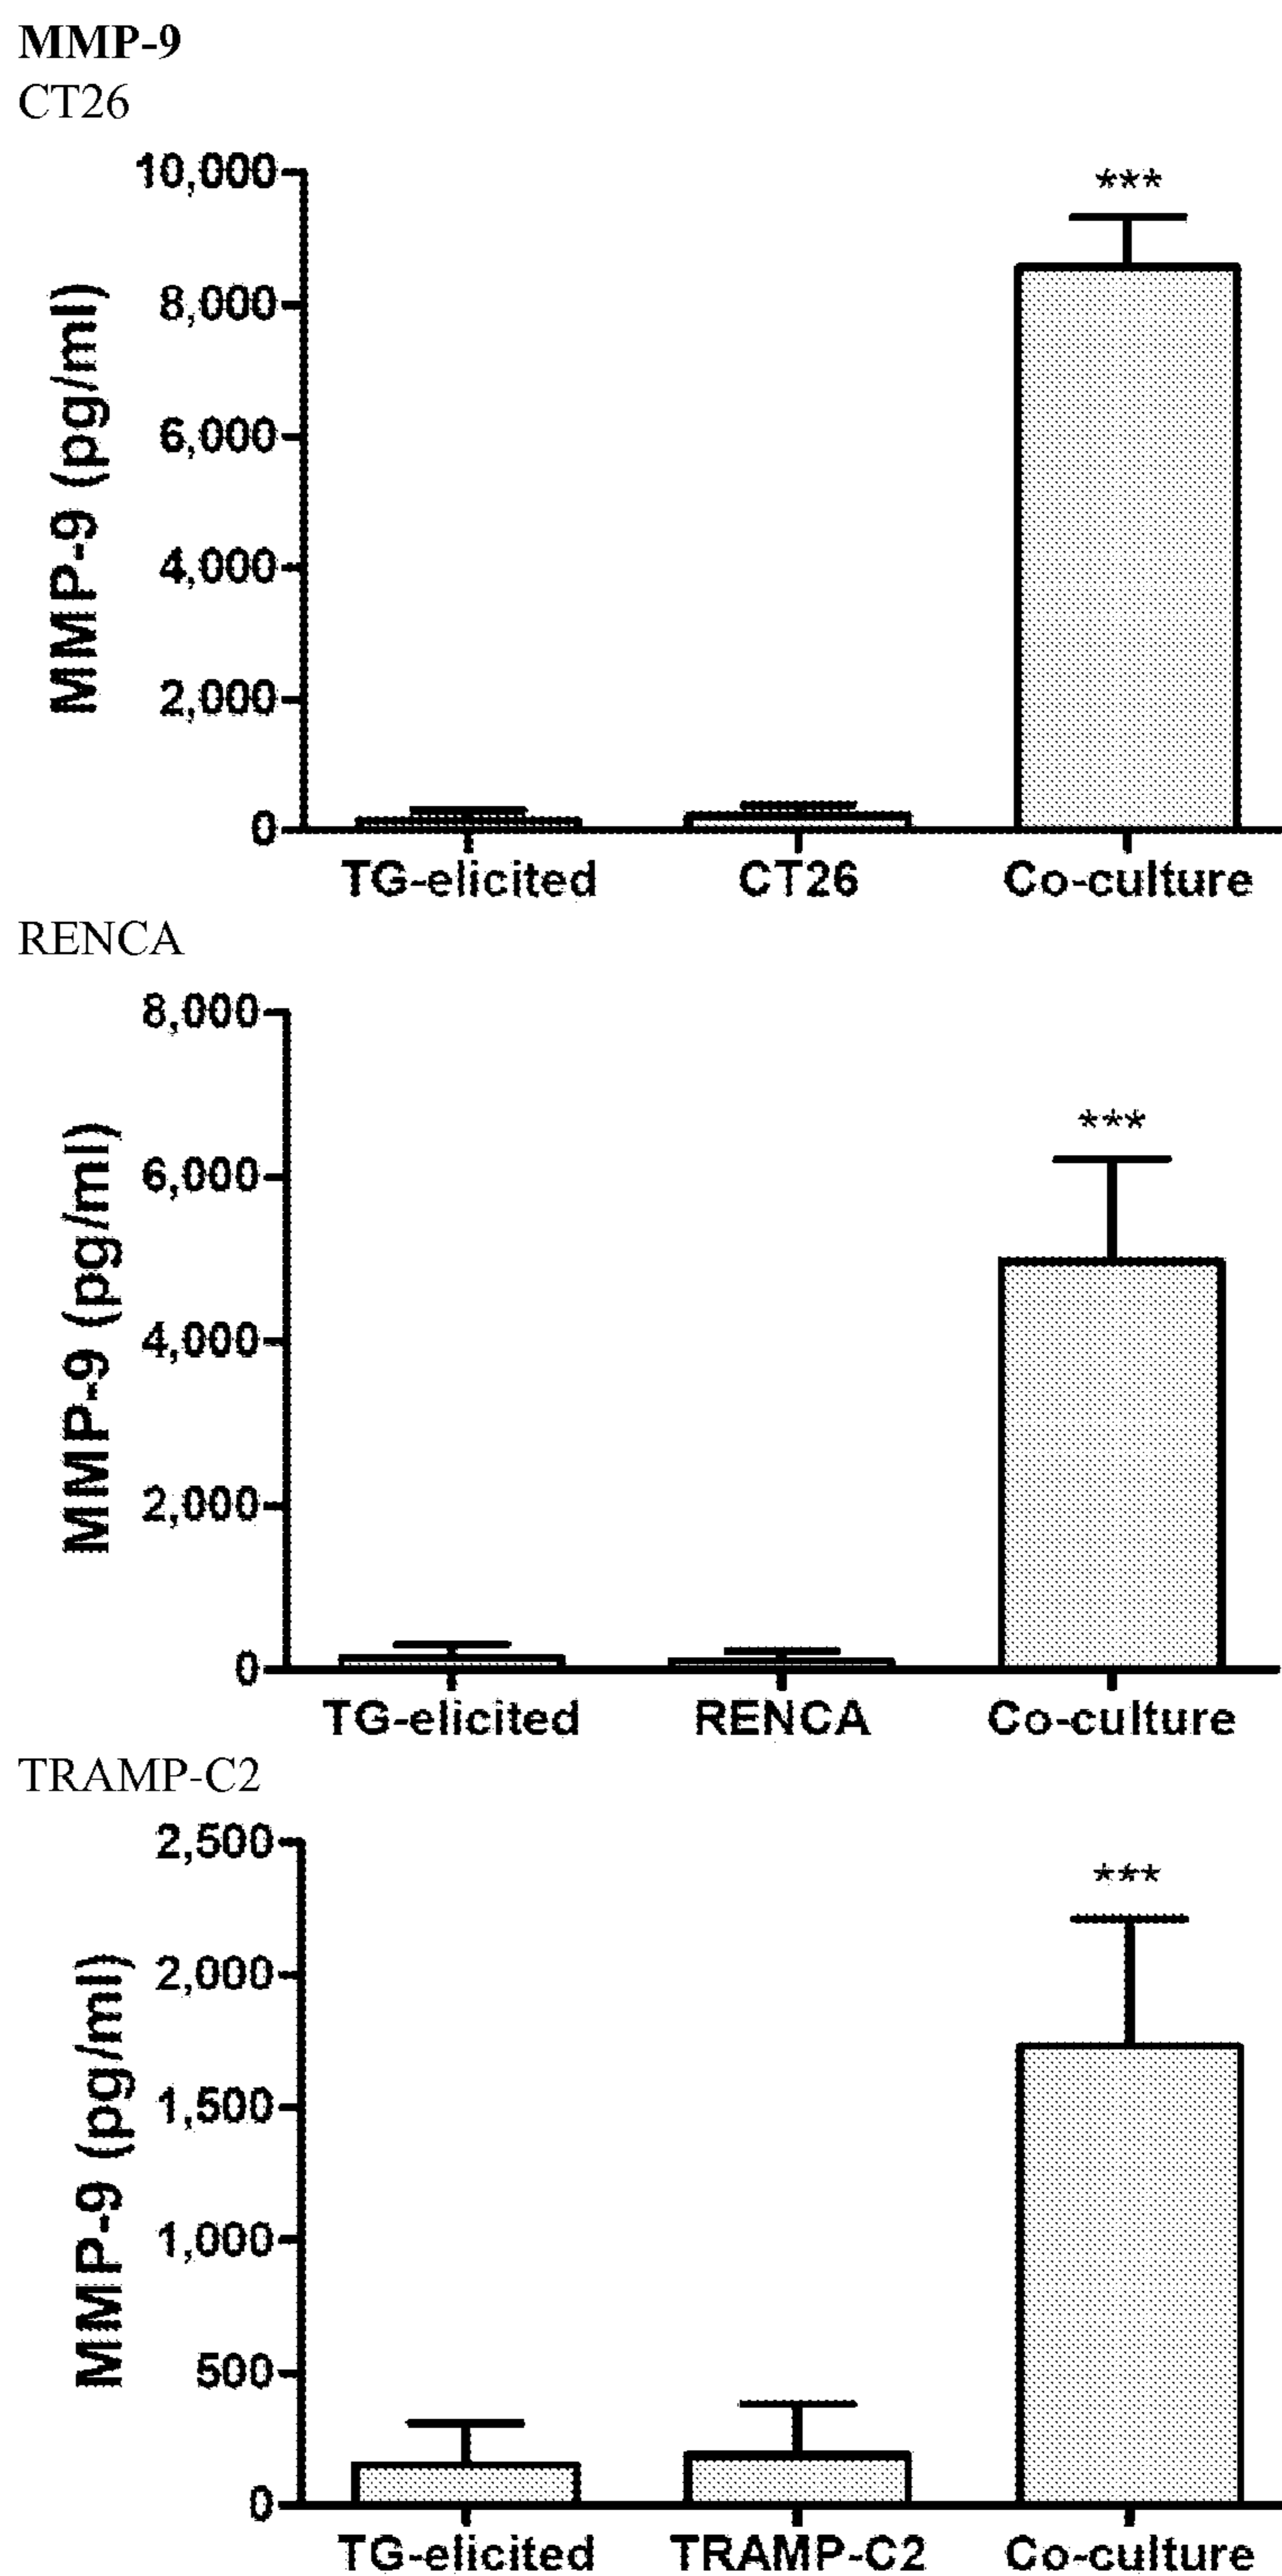 MMP-9
CT26
10,000
***
8,000
6,000
4,000
2,000
0
MMP-9 (pg/ml)
TG-elicited CT26 Co-culture
RENCA
8,000
***
6,000
4,000
2,000
0
MMP-9 (pg/ml)
TG-elicited RENCA Co-culture
TRAMP-C2
2,500
***
2,000
1,500
1,000
500
0
MMP-9 (pg/ml)
TG-elicited TRAMP-C2 Co-culture